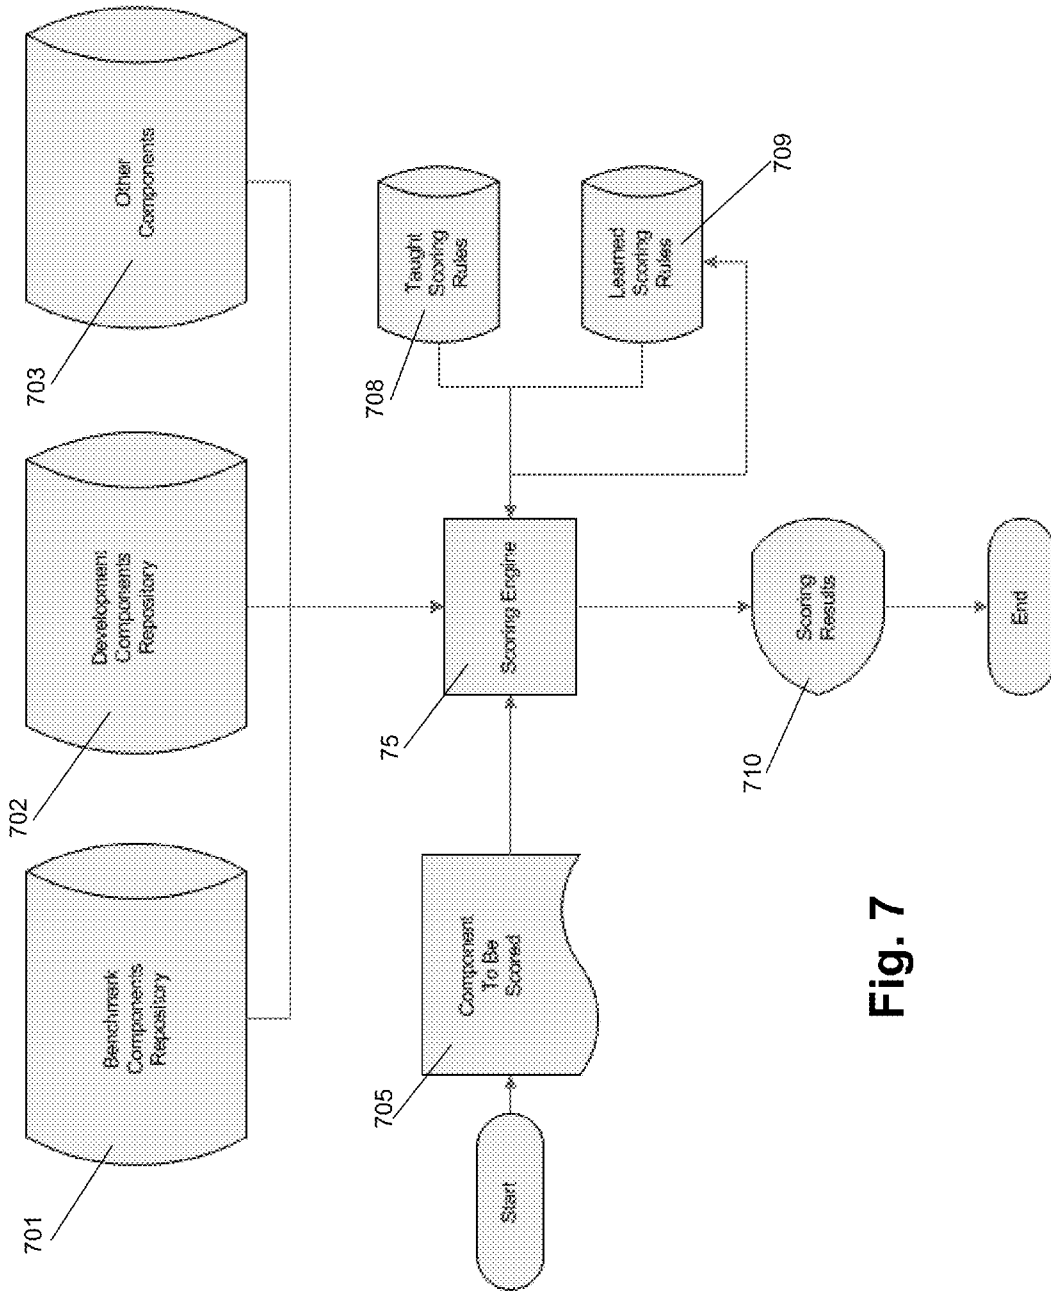 701
Benchmark
Components
Repository
702
Development
Components
Repository
703
Other
Components
Start
705
Component
To Be
Scored
75
Scoring Engine
708
Taught
Scoring
Rules
Learned
Scoring
Rules
709
710
Scoring
Results
End
Fig. 7